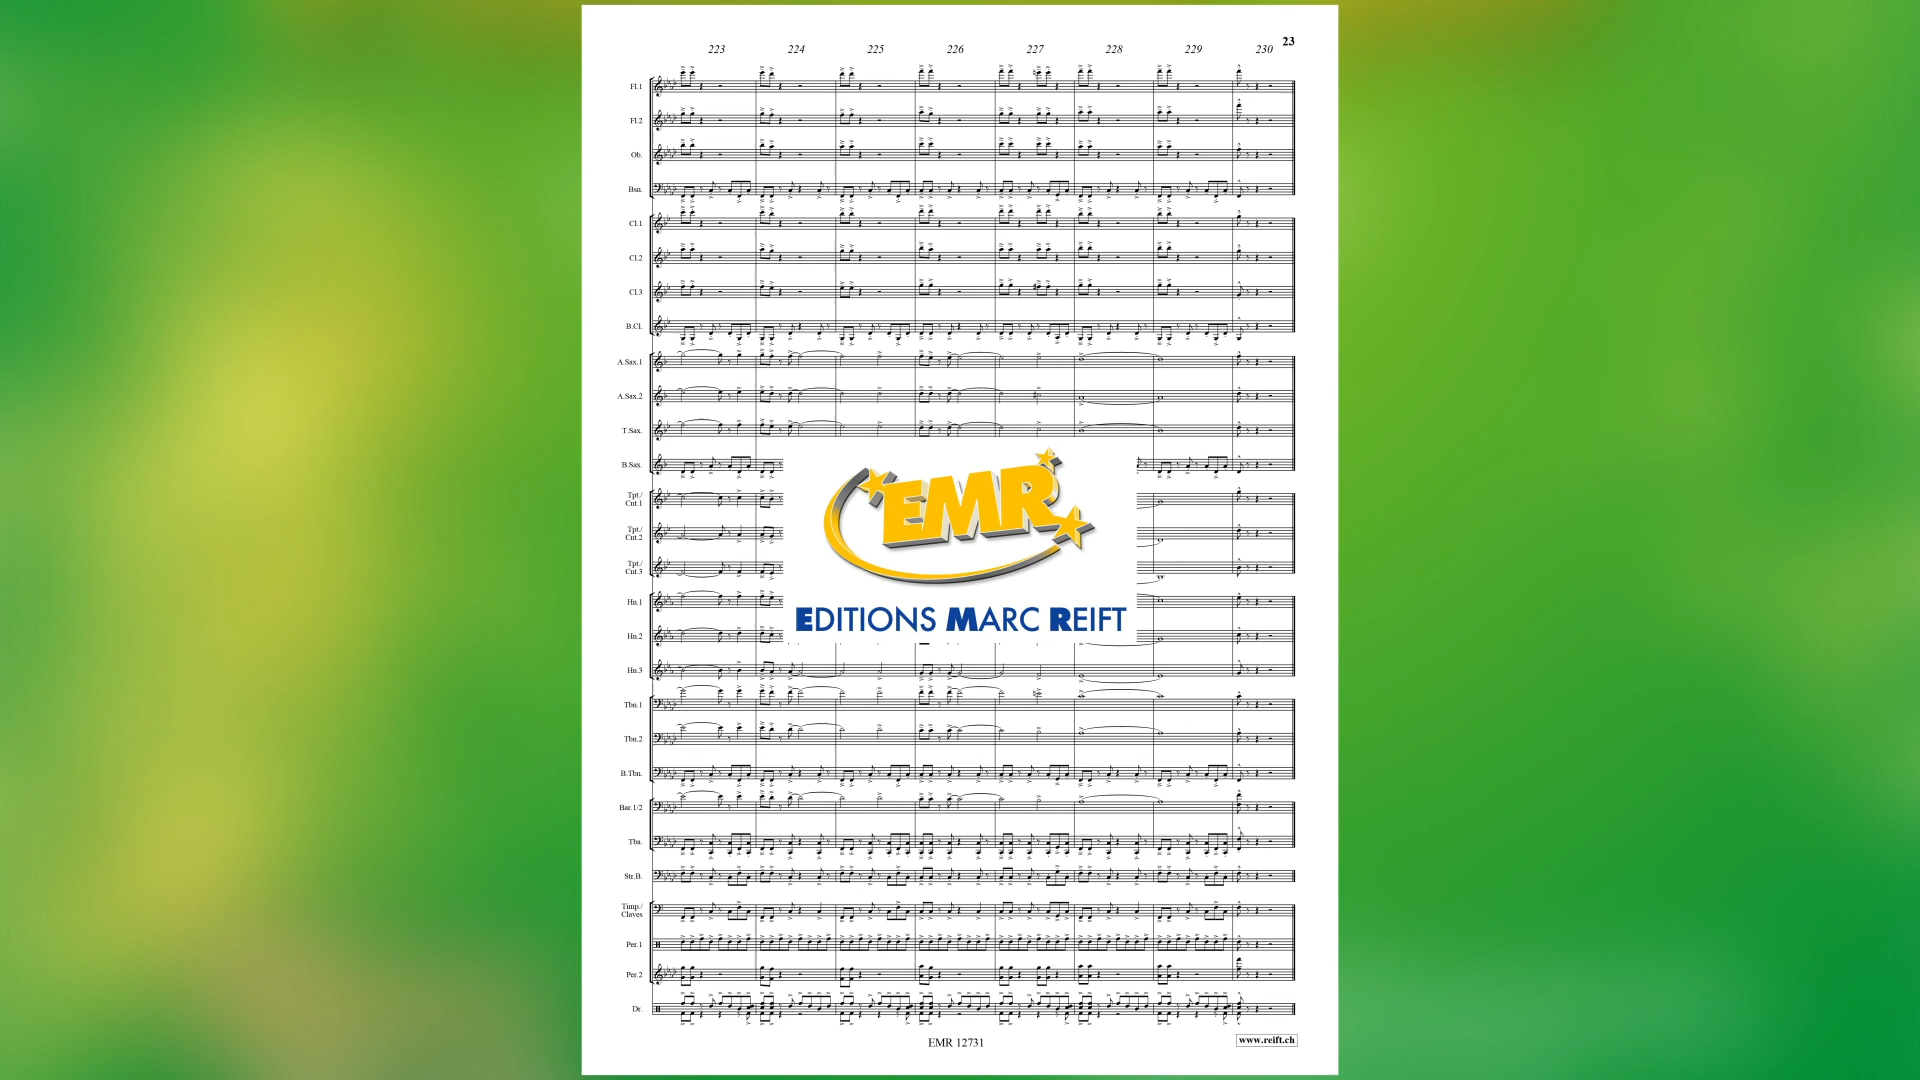 23
223 224 225 226 227 228 229 230
Fl.1
Fl.2
Ob.
Bsn.
Cl.1
Cl.2
Cl.3
B.Cl.
A.Sax.1
A.Sax.2
T.Sax.
B.Sax.
Tpt./
Cnt.1
Tpt./
Cnt.2
Tpt./
Cnt.3
Hn.1
Hn.2
Hn.3
Tbn.1
Tbn.2
B.Tbn.
Bar.1/2
Tba.
Str.B.
Timp./
Claves
Per.1
Per.2
Dr.
EMR
EDITIONS MARC REIFT
EMR 12731
www.reift.ch